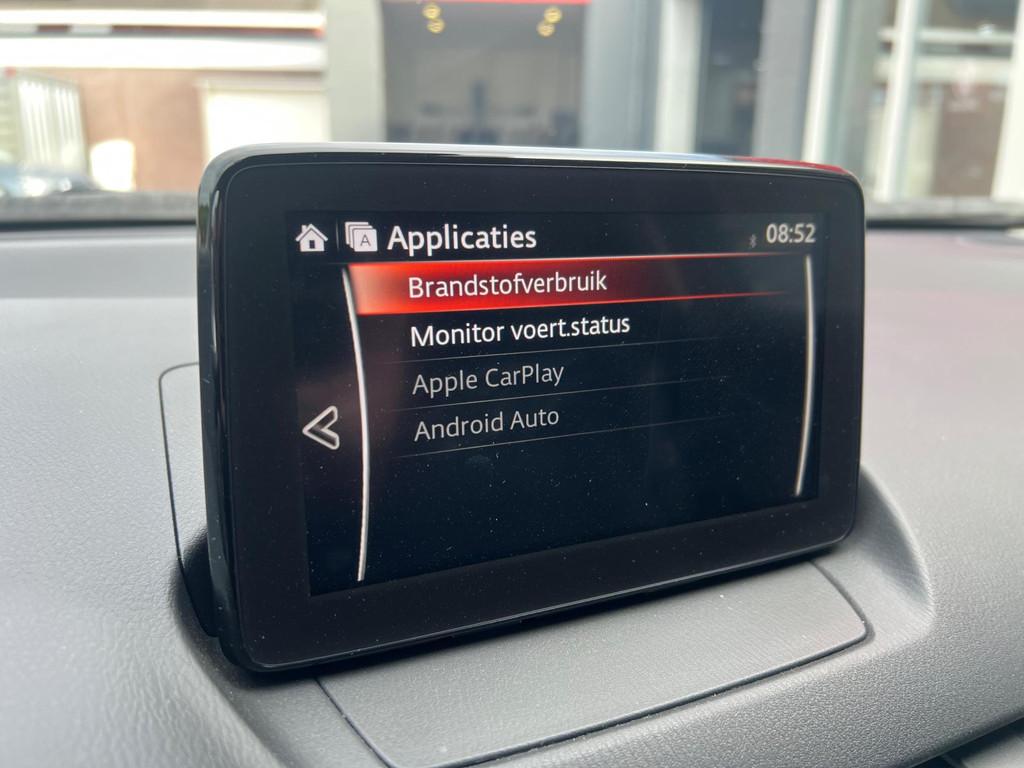 A Applicaties 08:52
Brandstofverbruik
Monitor voert.status
Apple CarPlay
Android Auto